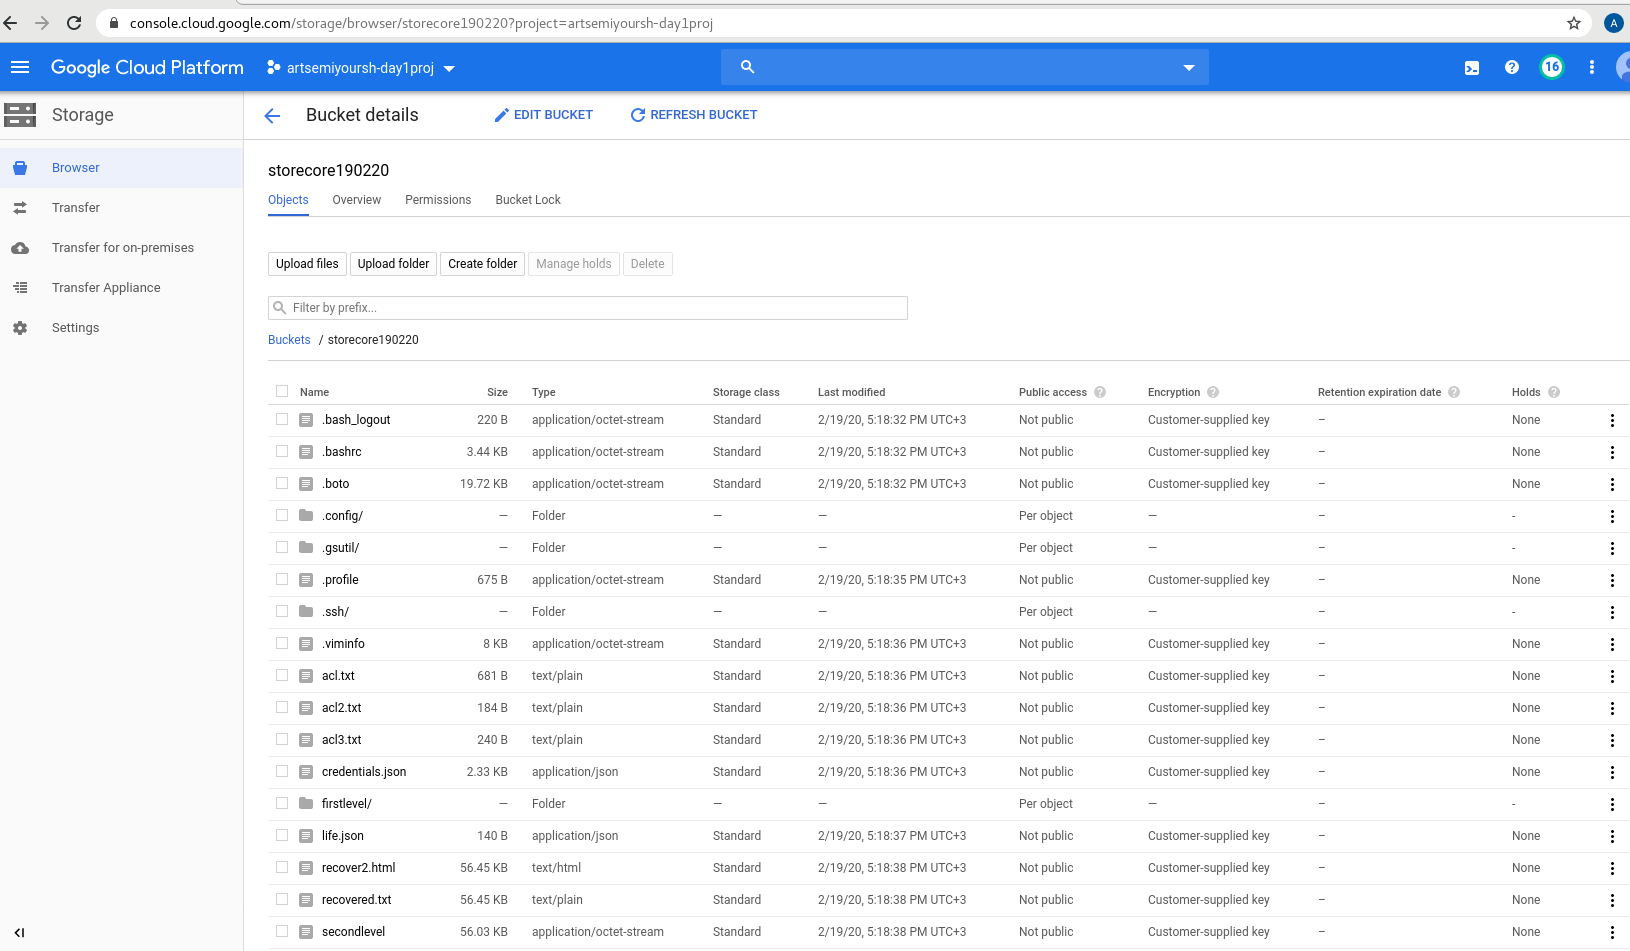 console.cloud.google.com/storage/browser/storecore190220?project=artsemiyoursh-day1proj A
Google Cloud Platform artsemiyoursh-day1proj 16
Storage Bucket details EDIT BUCKET REFRESH BUCKET
Browser
Transfer
Transfer for on-premises
Transfer Appliance
Settings
storecore190220
Objects Overview Permissions Bucket Lock
Upload files Upload folder Create folder Manage holds Delete
Filter by prefix...
Buckets / storecore190220
Name Size Type Storage class Last modified Public access ? Encryption ? Retention expiration date ? Holds ?
.bash_logout 220 B application/octet-stream Standard 2/19/20, 5:18:32 PM UTC+3 Not public Customer-supplied key – None
.bashrc 3.44 KB application/octet-stream Standard 2/19/20, 5:18:32 PM UTC+3 Not public Customer-supplied key – None
.boto 19.72 KB application/octet-stream Standard 2/19/20, 5:18:32 PM UTC+3 Not public Customer-supplied key – None
.config/ — Folder — — Per object — – -
.gsutil/ — Folder — — Per object — – -
.profile 675 B application/octet-stream Standard 2/19/20, 5:18:35 PM UTC+3 Not public Customer-supplied key – None
.ssh/ — Folder — — Per object — – -
.viminfo 8 KB application/octet-stream Standard 2/19/20, 5:18:36 PM UTC+3 Not public Customer-supplied key – None
acl.txt 681 B text/plain Standard 2/19/20, 5:18:36 PM UTC+3 Not public Customer-supplied key – None
acl2.txt 184 B text/plain Standard 2/19/20, 5:18:36 PM UTC+3 Not public Customer-supplied key – None
acl3.txt 240 B text/plain Standard 2/19/20, 5:18:36 PM UTC+3 Not public Customer-supplied key – None
credentials.json 2.33 KB application/json Standard 2/19/20, 5:18:36 PM UTC+3 Not public Customer-supplied key – None
firstlevel/ — Folder — — Per object — – -
life.json 140 B application/json Standard 2/19/20, 5:18:37 PM UTC+3 Not public Customer-supplied key – None
recover2.html 56.45 KB text/html Standard 2/19/20, 5:18:38 PM UTC+3 Not public Customer-supplied key – None
recovered.txt 56.45 KB text/plain Standard 2/19/20, 5:18:38 PM UTC+3 Not public Customer-supplied key – None
secondlevel 56.03 KB application/octet-stream Standard 2/19/20, 5:18:38 PM UTC+3 Not public Customer-supplied key – None